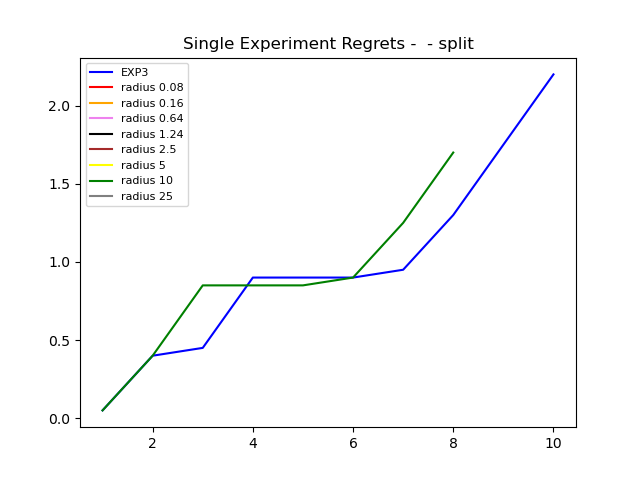 Single Experiment Regrets -  - split
EXP3
radius 0.08
radius 0.16
radius 0.64
radius 1.24
radius 2.5
radius 5
radius 10
radius 25
2.0
1.5
1.0
0.5
0.0
2 4 6 8 10